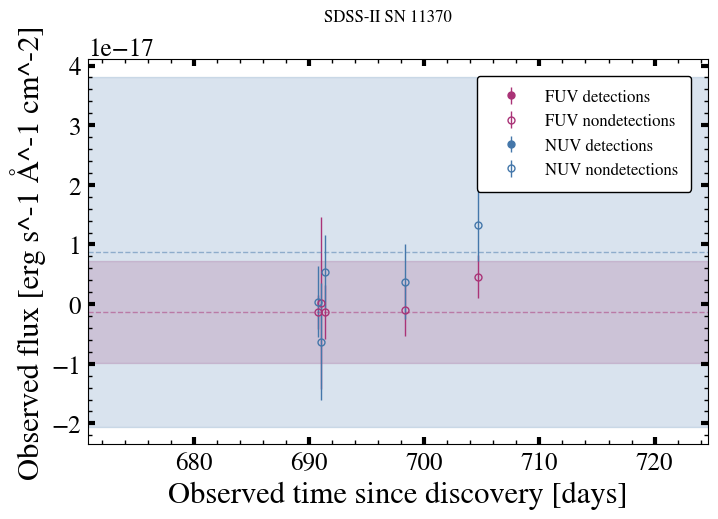 SDSS-II SN 11370
1e−17
Observed flux [erg s^-1 Å^-1 cm^-2]
4
3
2
1
0
−1
−2
FUV detections
FUV nondetections
NUV detections
NUV nondetections
680 690 700 710 720
Observed time since discovery [days]